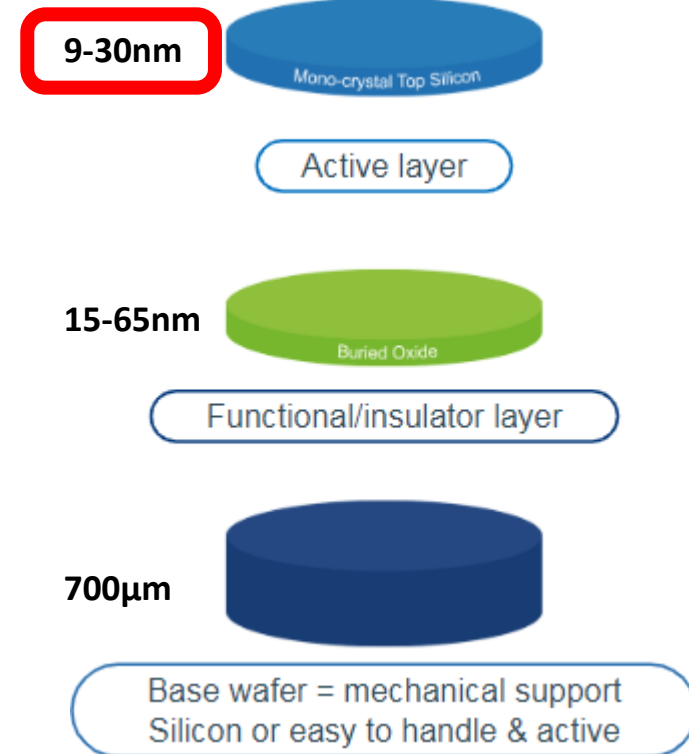 9-30nm
Mono-crystal Top Silicon
Active layer
15-65nm
Buried Oxide
Functional/insulator layer
700µm
Base wafer = mechanical support
Silicon or easy to handle & active